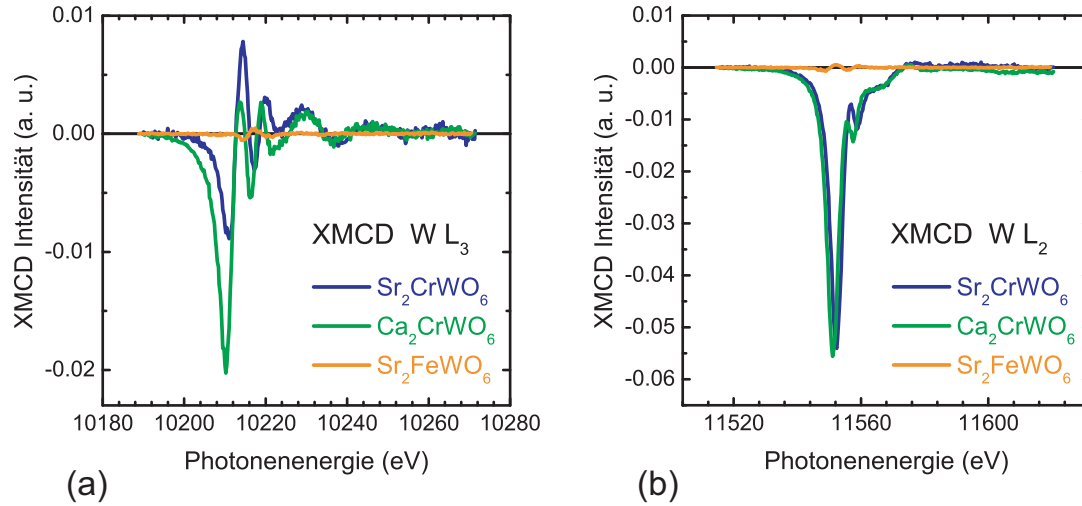 0.01
0.00
-0.01
-0.02
XMCD Intensität (a. u.)
XMCD W L3
Sr2CrWO6
Ca2CrWO6
Sr2FeWO6
10180 10200 10220 10240 10260 10280
Photonenenergie (eV)
(a)
0.01
0.00
-0.01
-0.02
-0.03
-0.04
-0.05
-0.06
XMCD Intensität (a. u.)
XMCD W L2
Sr2CrWO6
Ca2CrWO6
Sr2FeWO6
11520 11560 11600
Photonenenergie (eV)
(b)